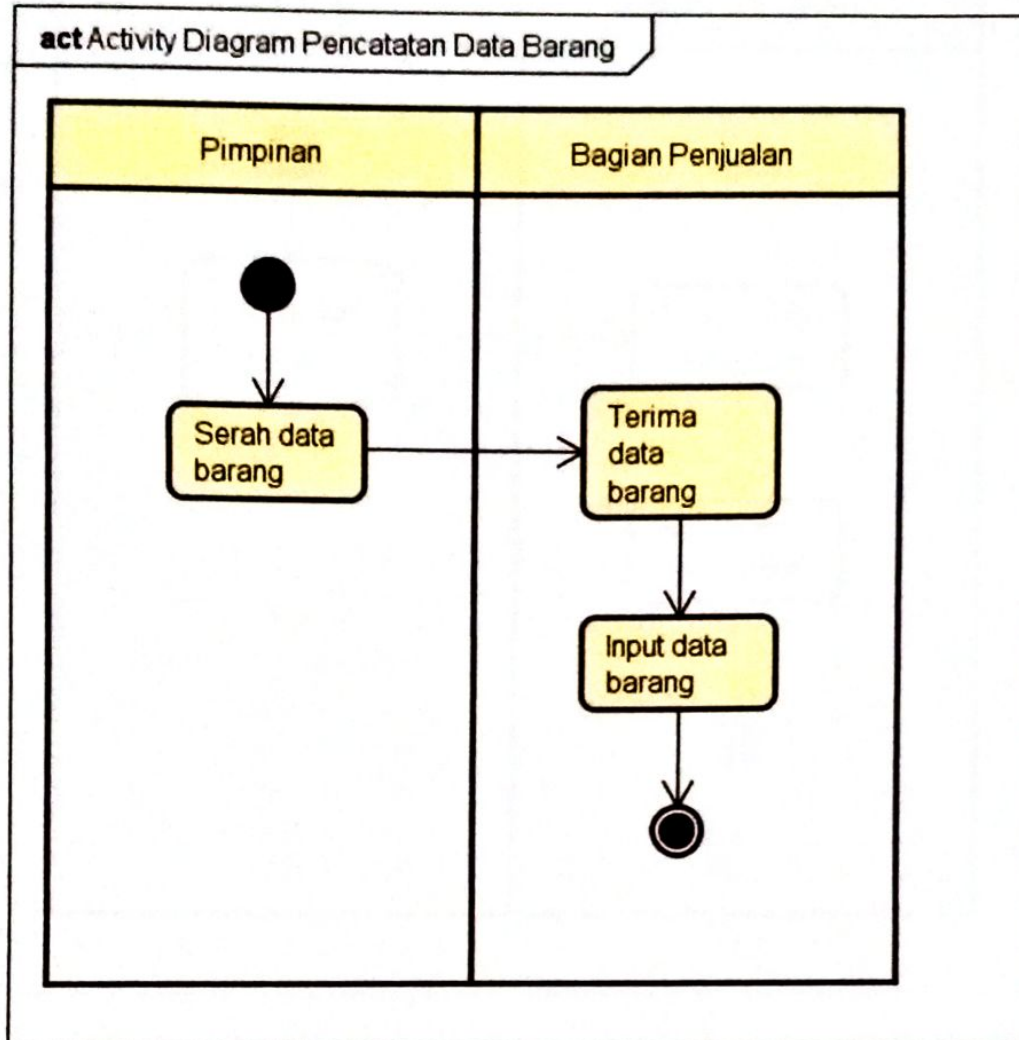 act Activity Diagram Pencatatan Data Barang
Pimpinan
Bagian Penjualan
Serah data
barang
Terima
data
barang
Input data
barang